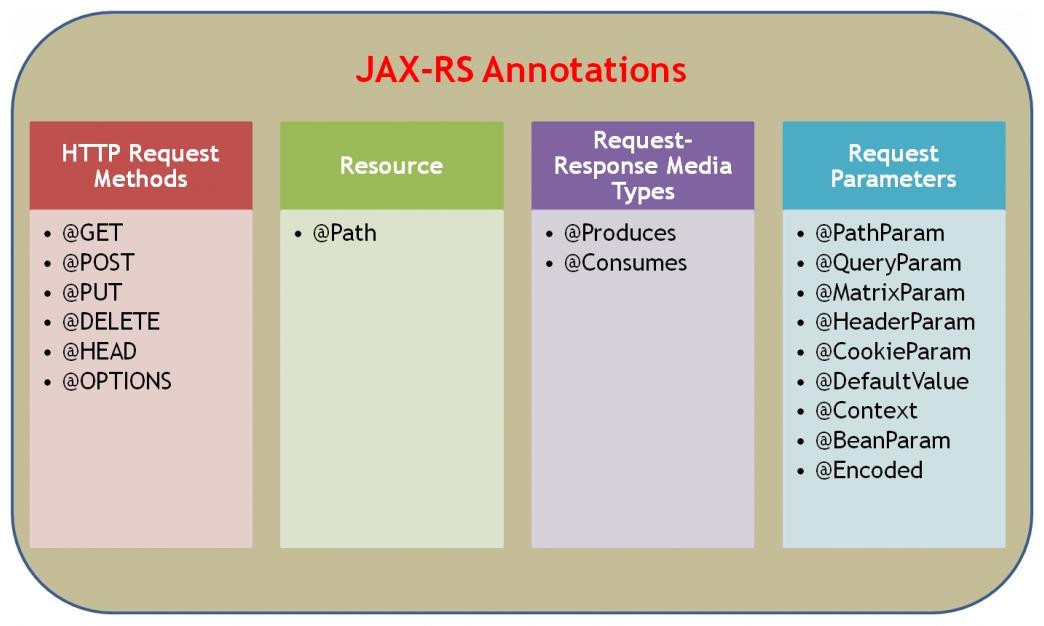 JAX-RS Annotations
HTTP Request
Methods
• @GET
• @POST
• @PUT
• @DELETE
• @HEAD
• @OPTIONS
Resource
• @Path
Request-
Response Media
Types
• @Produces
• @Consumes
Request
Parameters
• @PathParam
• @QueryParam
• @MatrixParam
• @HeaderParam
• @CookieParam
• @DefaultValue
• @Context
• @BeanParam
• @Encoded